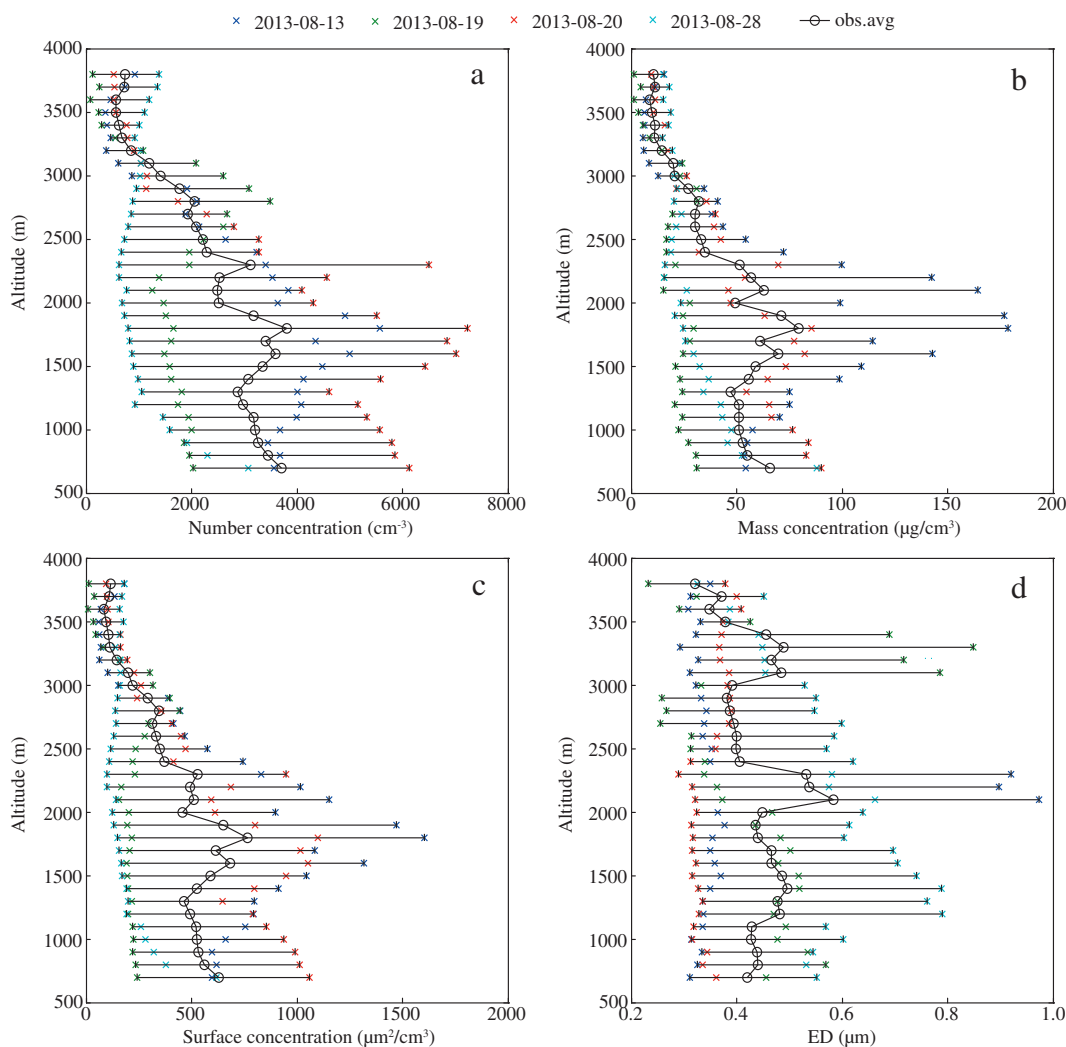 2013-08-13 2013-08-19 2013-08-20 2013-08-28 obs.avg
a
4000
3500
3000
2500
2000
1500
1000
500
Altitude (m)
0 2000 4000 6000 8000
Number concentration (cm⁻³)
b
4000
3500
3000
2500
2000
1500
1000
500
Altitude (m)
0 50 100 150 200
Mass concentration (μg/cm³)
c
4000
3500
3000
2500
2000
1500
1000
500
Altitude (m)
0 500 1000 1500 2000
Surface concentration (μm²/cm³)
d
4000
3500
3000
2500
2000
1500
1000
500
Altitude (m)
0.2 0.4 0.6 0.8 1.0
ED (μm)